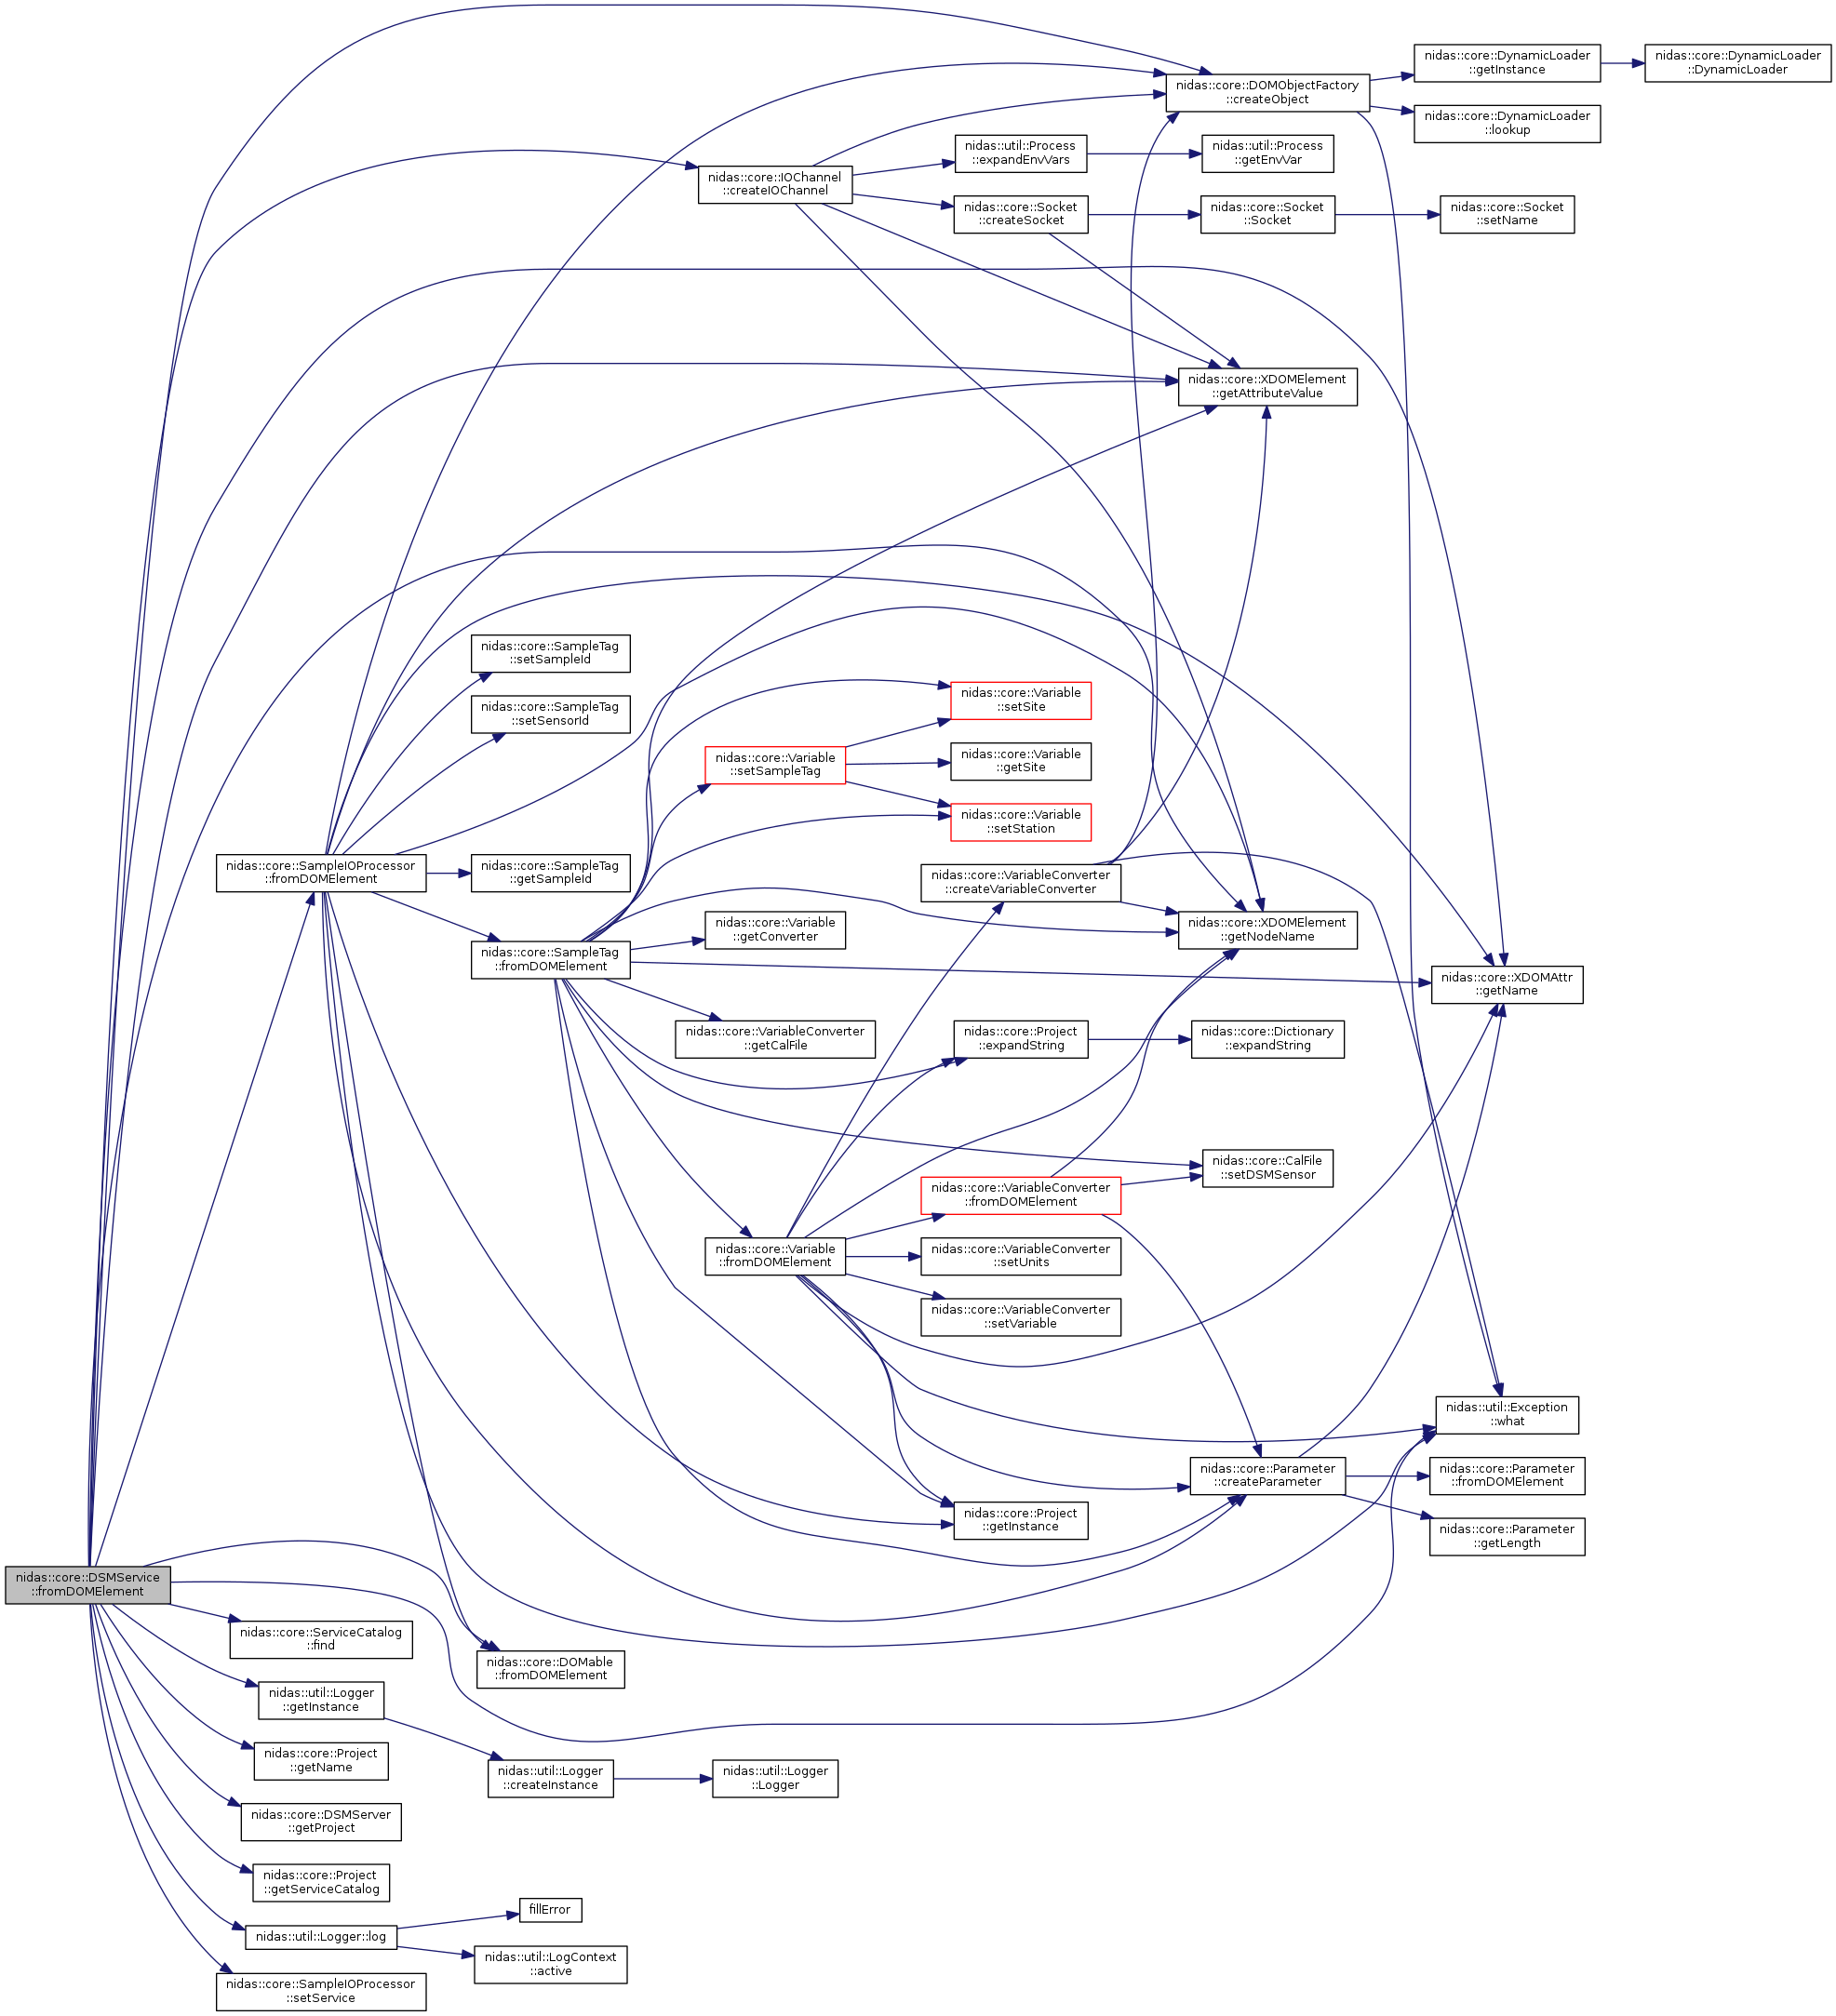 nidas::core::DSMService
::fromDOMElement
nidas::core::SampleIOProcessor
::fromDOMElement
nidas::core::ServiceCatalog
::find
nidas::util::Logger
::getInstance
nidas::core::Project
::getName
nidas::core::DSMServer
::getProject
nidas::core::Project
::getServiceCatalog
nidas::util::Logger::log
nidas::core::SampleIOProcessor
::setService
nidas::core::SampleTag
::setSampleId
nidas::core::SampleTag
::setSensorId
nidas::core::SampleTag
::getSampleId
nidas::core::SampleTag
::fromDOMElement
nidas::core::DOMable
::fromDOMElement
nidas::util::Logger
::createInstance
fillError
nidas::util::LogContext
::active
nidas::core::IOChannel
::createIOChannel
nidas::core::Variable
::setSampleTag
nidas::core::Variable
::getConverter
nidas::core::VariableConverter
::getCalFile
nidas::core::Variable
::fromDOMElement
nidas::util::Logger
::Logger
nidas::util::Process
::expandEnvVars
nidas::core::Socket
::createSocket
nidas::core::Variable
::setSite
nidas::core::Variable
::getSite
nidas::core::Variable
::setStation
nidas::core::VariableConverter
::createVariableConverter
nidas::core::Project
::expandString
nidas::core::VariableConverter
::fromDOMElement
nidas::core::VariableConverter
::setUnits
nidas::core::VariableConverter
::setVariable
nidas::core::Project
::getInstance
nidas::core::DOMObjectFactory
::createObject
nidas::util::Process
::getEnvVar
nidas::core::Socket
::Socket
nidas::core::XDOMElement
::getAttributeValue
nidas::core::XDOMElement
::getNodeName
nidas::core::Dictionary
::expandString
nidas::core::CalFile
::setDSMSensor
nidas::core::Parameter
::createParameter
nidas::core::DynamicLoader
::getInstance
nidas::core::DynamicLoader
::lookup
nidas::core::Socket
::setName
nidas::core::XDOMAttr
::getName
nidas::util::Exception
::what
nidas::core::Parameter
::fromDOMElement
nidas::core::Parameter
::getLength
nidas::core::DynamicLoader
::DynamicLoader